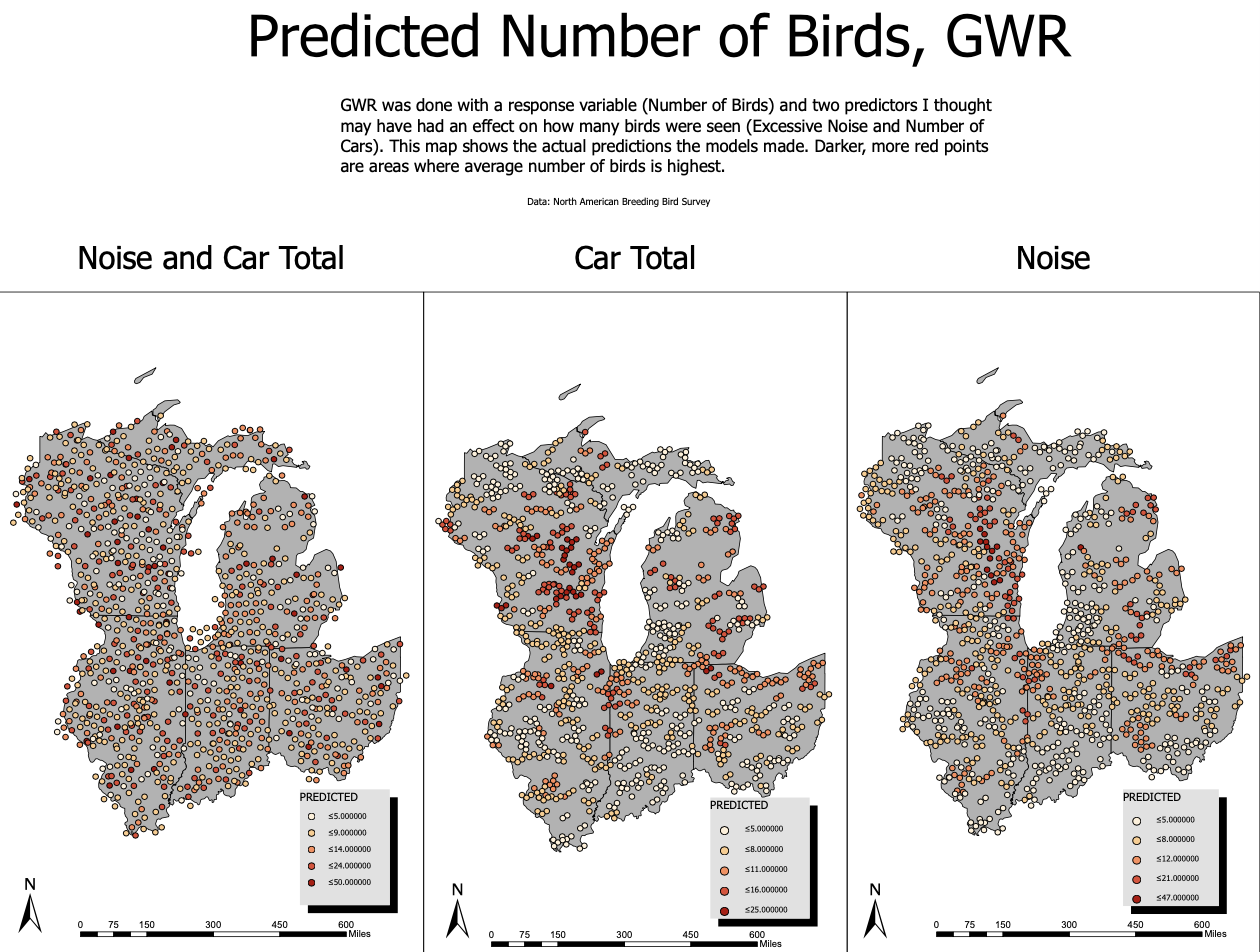 Predicted Number of Birds, GWR
GWR was done with a response variable (Number of Birds) and two predictors I thought
may have had an effect on how many birds were seen (Excessive Noise and Number of
Cars). This map shows the actual predictions the models made. Darker, more red points
are areas where average number of birds is highest.
Data: North American Breeding Bird Survey
Noise and Car Total
Car Total
Noise
PREDICTED
≤5.000000
≤9.000000
≤14.000000
≤24.000000
≤50.000000
N
0 75 150 300 450 600
Miles
PREDICTED
≤5.000000
≤8.000000
≤11.000000
≤16.000000
≤25.000000
N
0 75 150 300 450 600
Miles
PREDICTED
≤5.000000
≤8.000000
≤12.000000
≤21.000000
≤47.000000
N
0 75 150 300 450 600
Miles